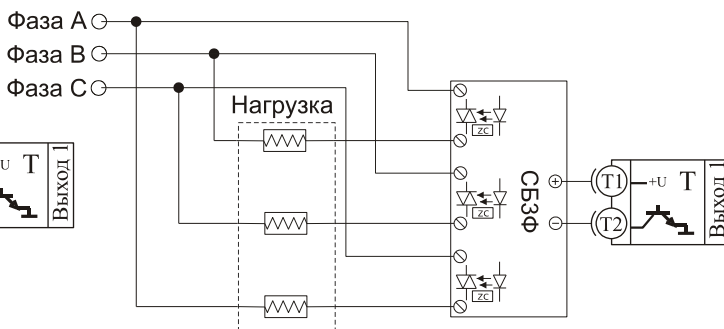 Фаза А
Фаза В
Фаза С
Нагрузка
ZC
ZC
ZC
СБ3Ф
+
−
T1
T2
+U
T
Выход 1
U
T
Выход 1